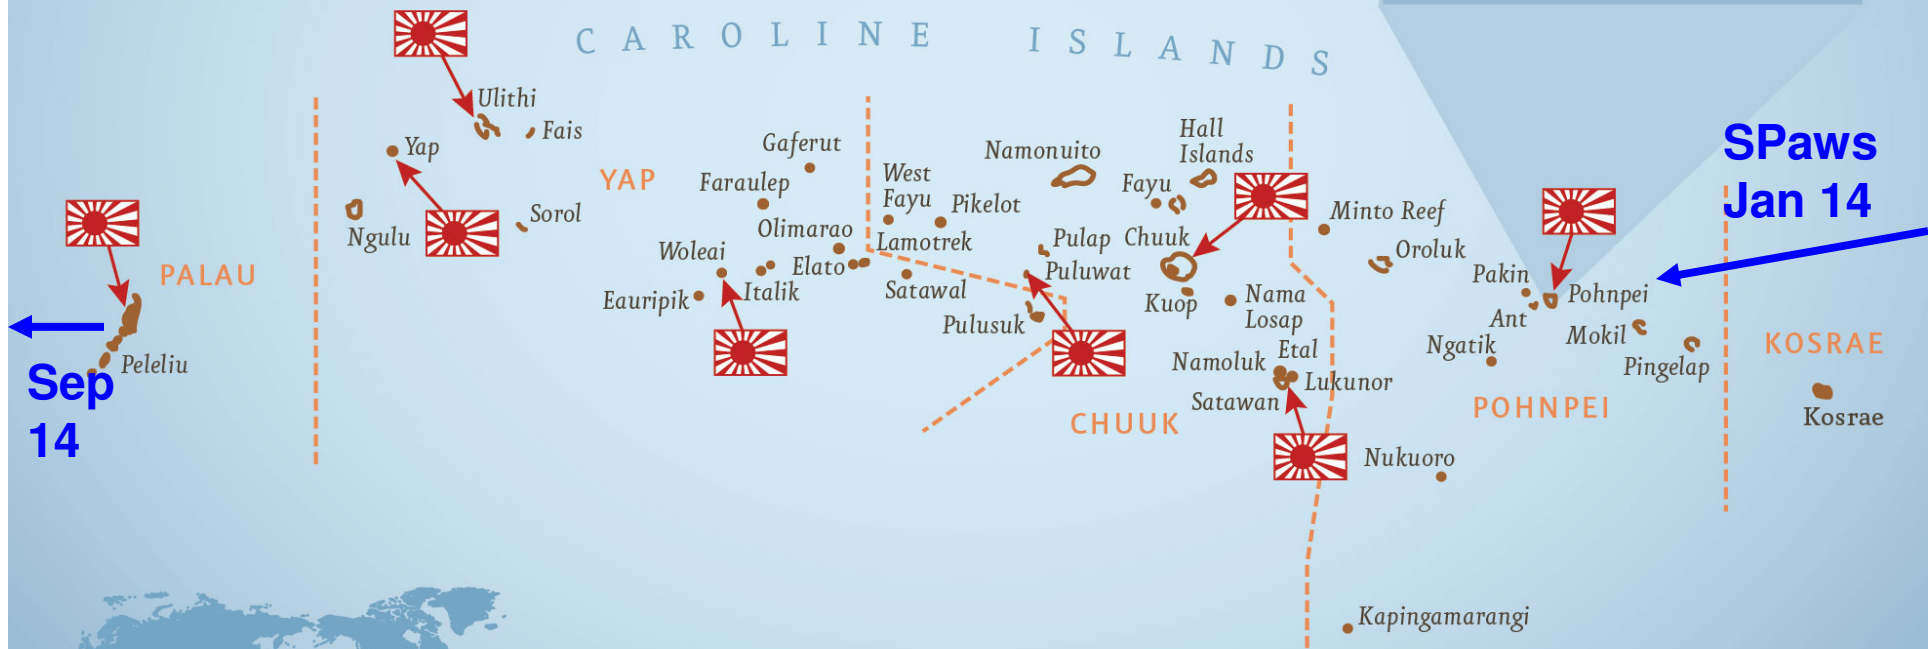 CAROLINE ISLANDS
Ulithi
Fais
Yap
YAP
Ngulu
Sorol
PALAU
Peleliu
Sep
14
Gaferut
Faraulep
Olimarao
Woleai
Elato
Eauripik
Italik
West
Fayu
Pikelot
Lamotrek
Satawal
Namonuito
Hall
Islands
Fayu
Pulap
Chuuk
Puluwat
Pulusuk
Kuop
Nama
Losap
Namoluk
Etal
Lukunor
Satawan
CHUUK
Minto Reef
Oroluk
Pakin
Pohnpei
Ant
Mokil
Ngatik
Pingelap
POHNPEI
Nukuoro
Kapingamarangi
SPaws
Jan 14
KOSRAE
Kosrae